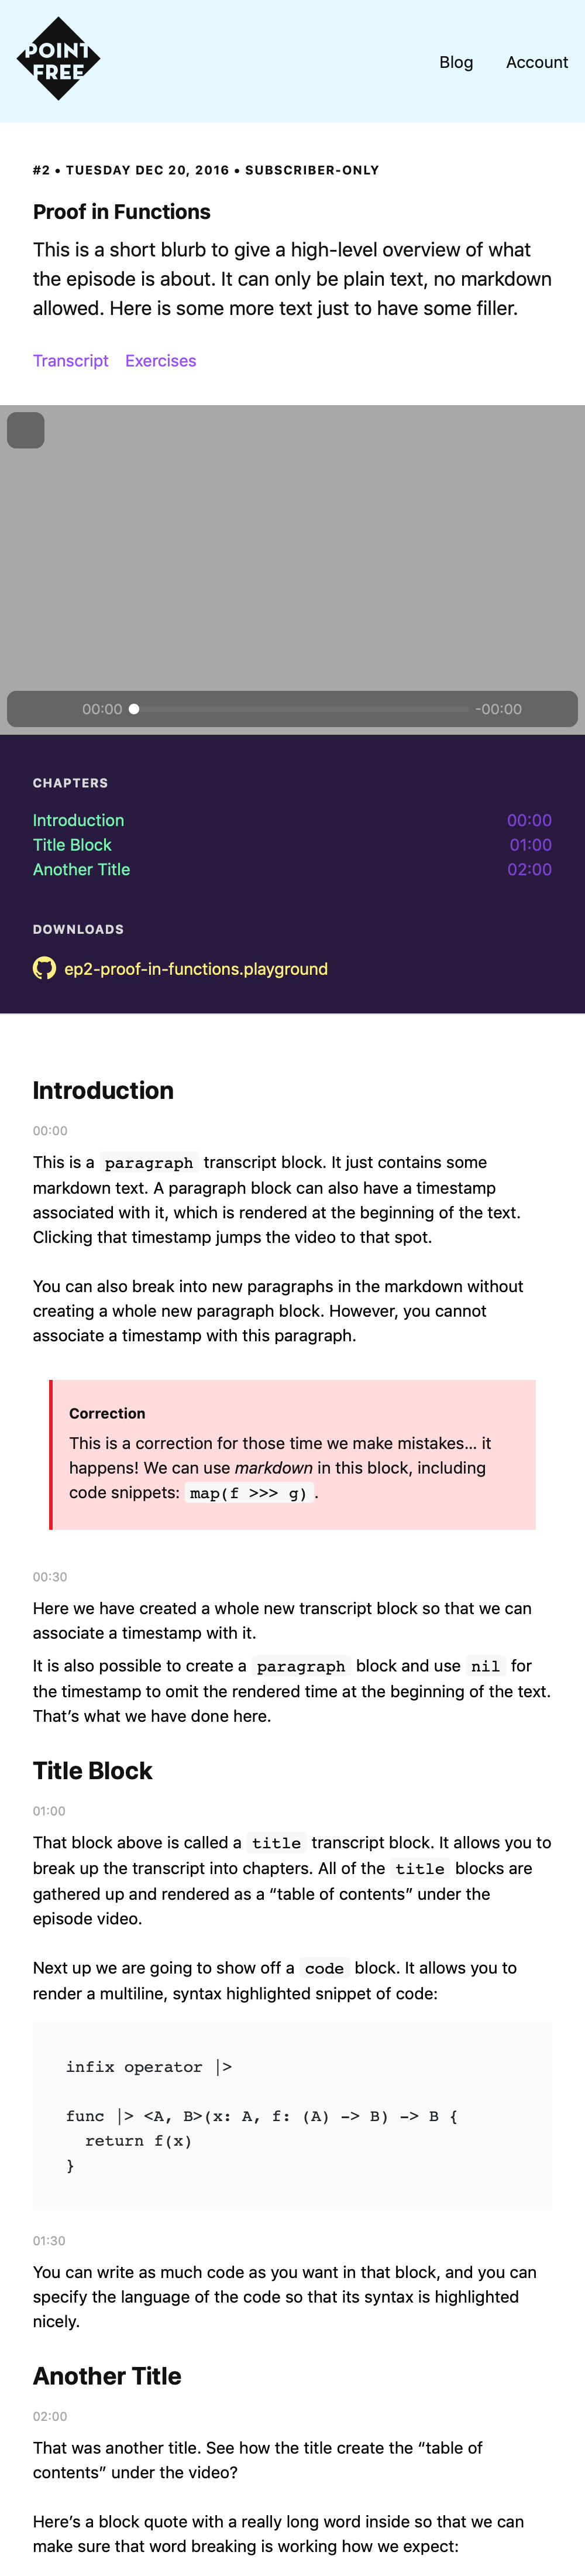 POINT
FREE
Blog Account
#2 • TUESDAY DEC 20, 2016 • SUBSCRIBER-ONLY
Proof in Functions
This is a short blurb to give a high-level overview of what
the episode is about. It can only be plain text, no markdown
allowed. Here is some more text just to have some filler.
Transcript Exercises
00:00 -00:00
CHAPTERS
Introduction 00:00
Title Block 01:00
Another Title 02:00
DOWNLOADS
ep2-proof-in-functions.playground
Introduction
00:00
This is a paragraph transcript block. It just contains some
markdown text. A paragraph block can also have a timestamp
associated with it, which is rendered at the beginning of the text.
Clicking that timestamp jumps the video to that spot.
You can also break into new paragraphs in the markdown without
creating a whole new paragraph block. However, you cannot
associate a timestamp with this paragraph.
Correction
This is a correction for those time we make mistakes... it
happens! We can use markdown in this block, including
code snippets: map(f >>> g).
00:30
Here we have created a whole new transcript block so that we can
associate a timestamp with it.
It is also possible to create a paragraph block and use nil for
the timestamp to omit the rendered time at the beginning of the text.
That’s what we have done here.
Title Block
01:00
That block above is called a title transcript block. It allows you to
break up the transcript into chapters. All of the title blocks are
gathered up and rendered as a “table of contents” under the
episode video.
Next up we are going to show off a code block. It allows you to
render a multiline, syntax highlighted snippet of code:
infix operator |>
func |> <A, B>(x: A, f: (A) -> B) -> B {
  return f(x)
}
01:30
You can write as much code as you want in that block, and you can
specify the language of the code so that its syntax is highlighted
nicely.
Another Title
02:00
That was another title. See how the title create the “table of
contents” under the video?
Here’s a block quote with a really long word inside so that we can
make sure that word breaking is working how we expect: